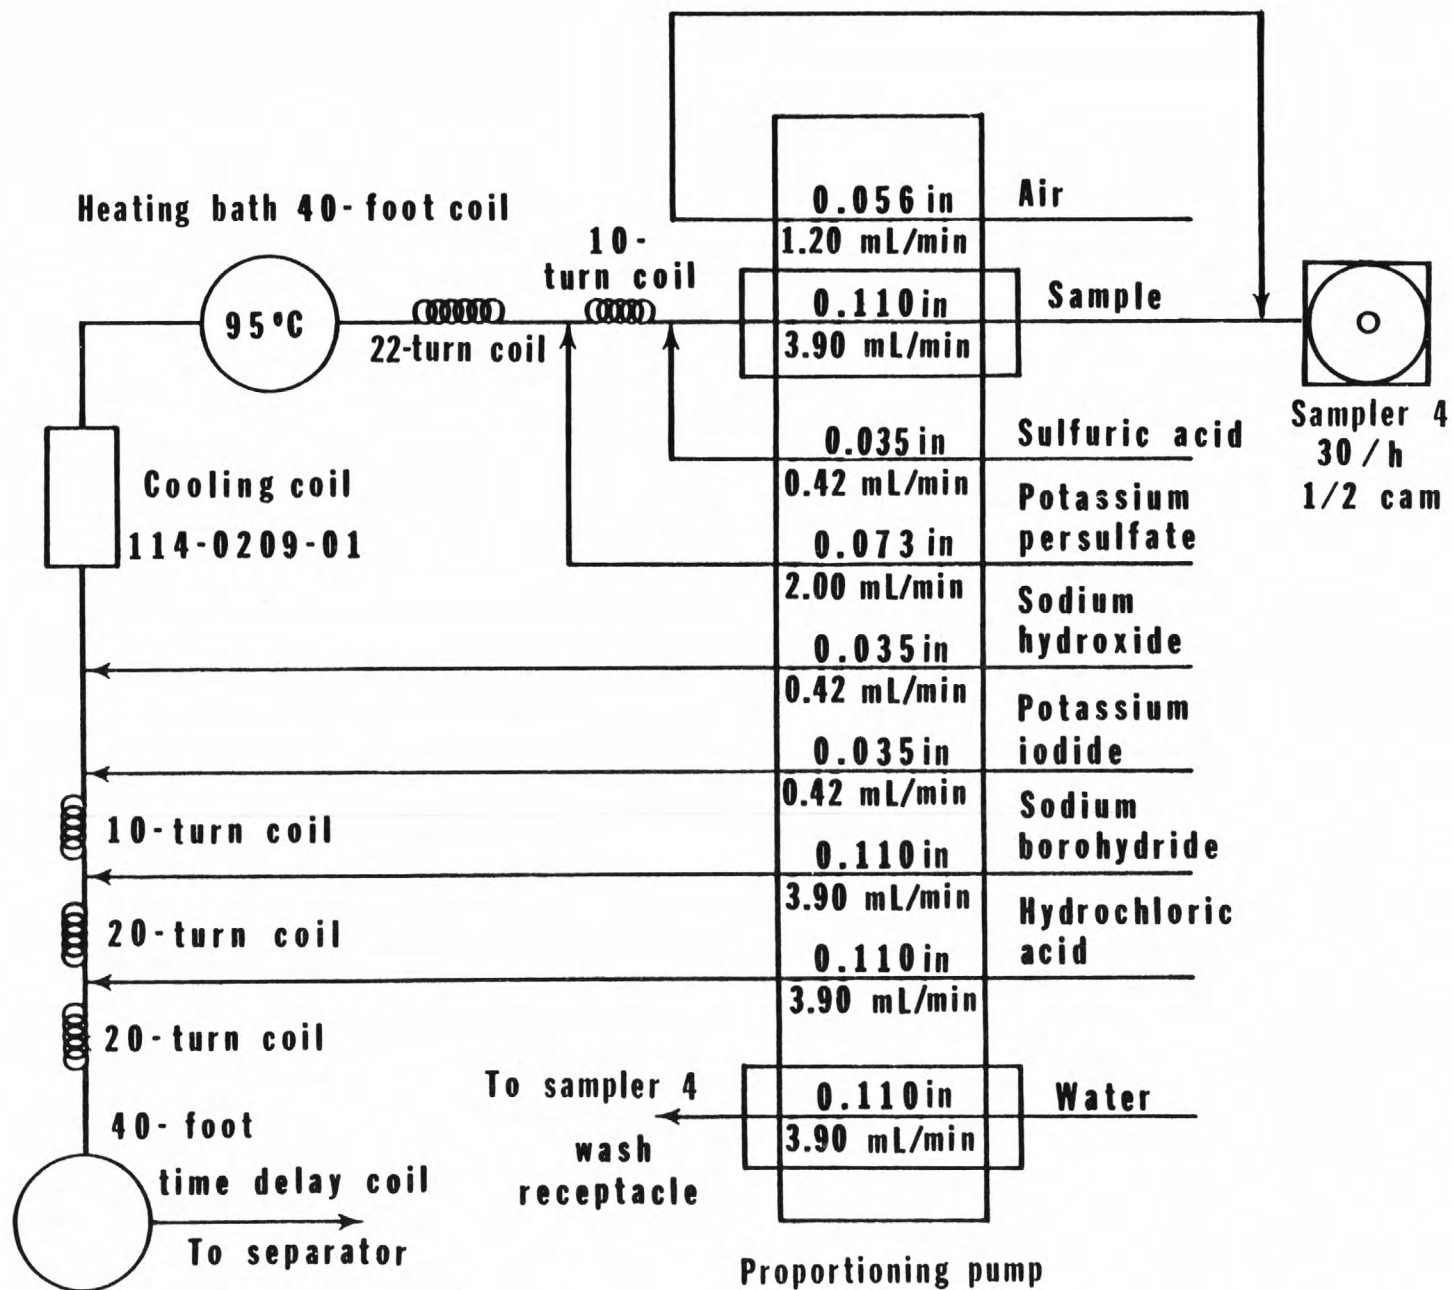 0.056 in
Air
1.20 mL/min
Heating bath 40-foot coil
10-
turn coil
95°C
22-turn coil
0.110 in
Sample
3.90 mL/min
Sampler 4
30/h
1/2 cam
0.035 in
Sulfuric acid
0.42 mL/min
Cooling coil
114-0209-01
Potassium
persulfate
0.073 in
2.00 mL/min
Sodium
hydroxide
0.035 in
0.42 mL/min
Potassium
iodide
0.035 in
0.42 mL/min
10-turn coil
Sodium
borohydride
0.110 in
3.90 mL/min
20-turn coil
Hydrochloric
acid
0.110 in
3.90 mL/min
20-turn coil
To sampler 4
wash
receptacle
0.110 in
Water
3.90 mL/min
40-foot
time delay coil
To separator
Proportioning pump